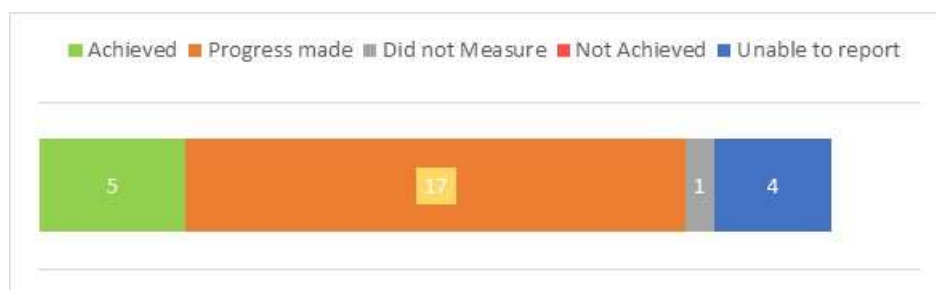 Achieved Progress made Did not Measure Not Achieved Unable to report
5 17 1 4